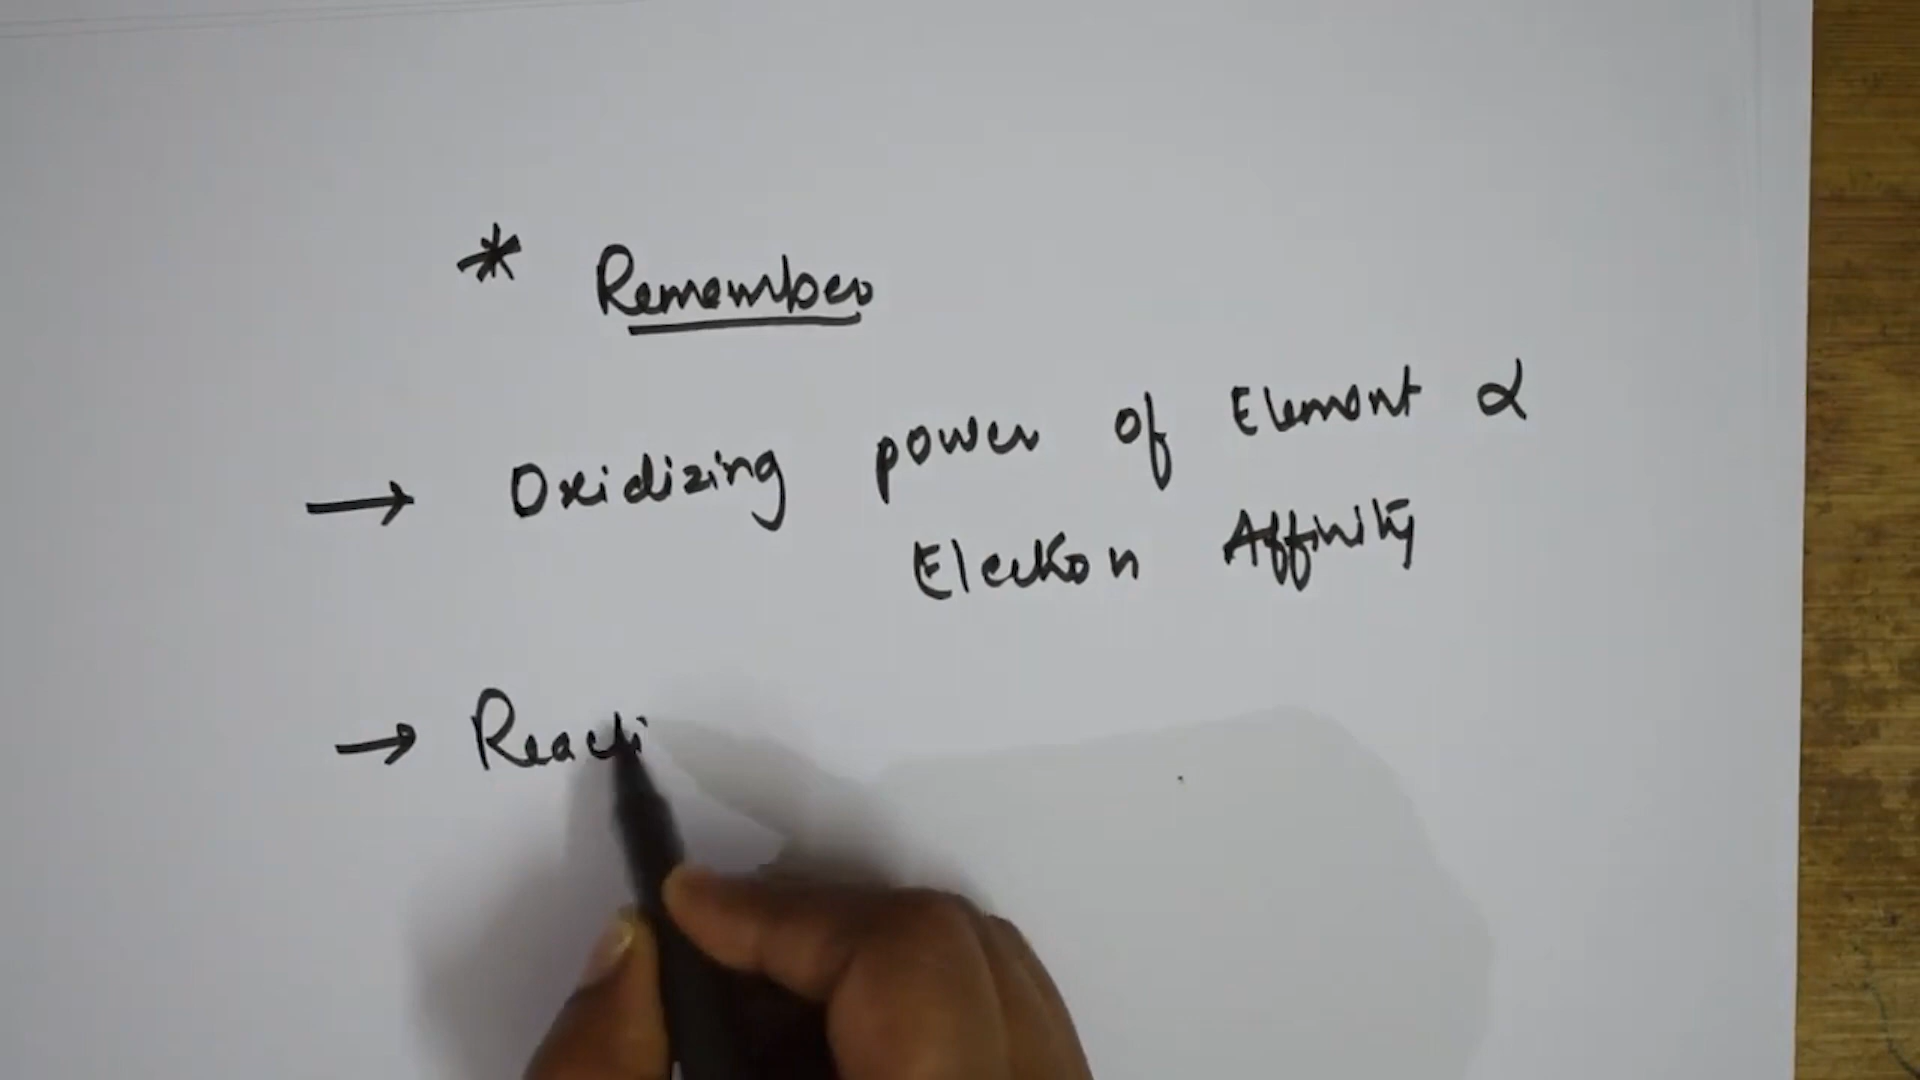 * Remember
→ Oxidizing power of Element α
Electron Affinity
→ Reacti